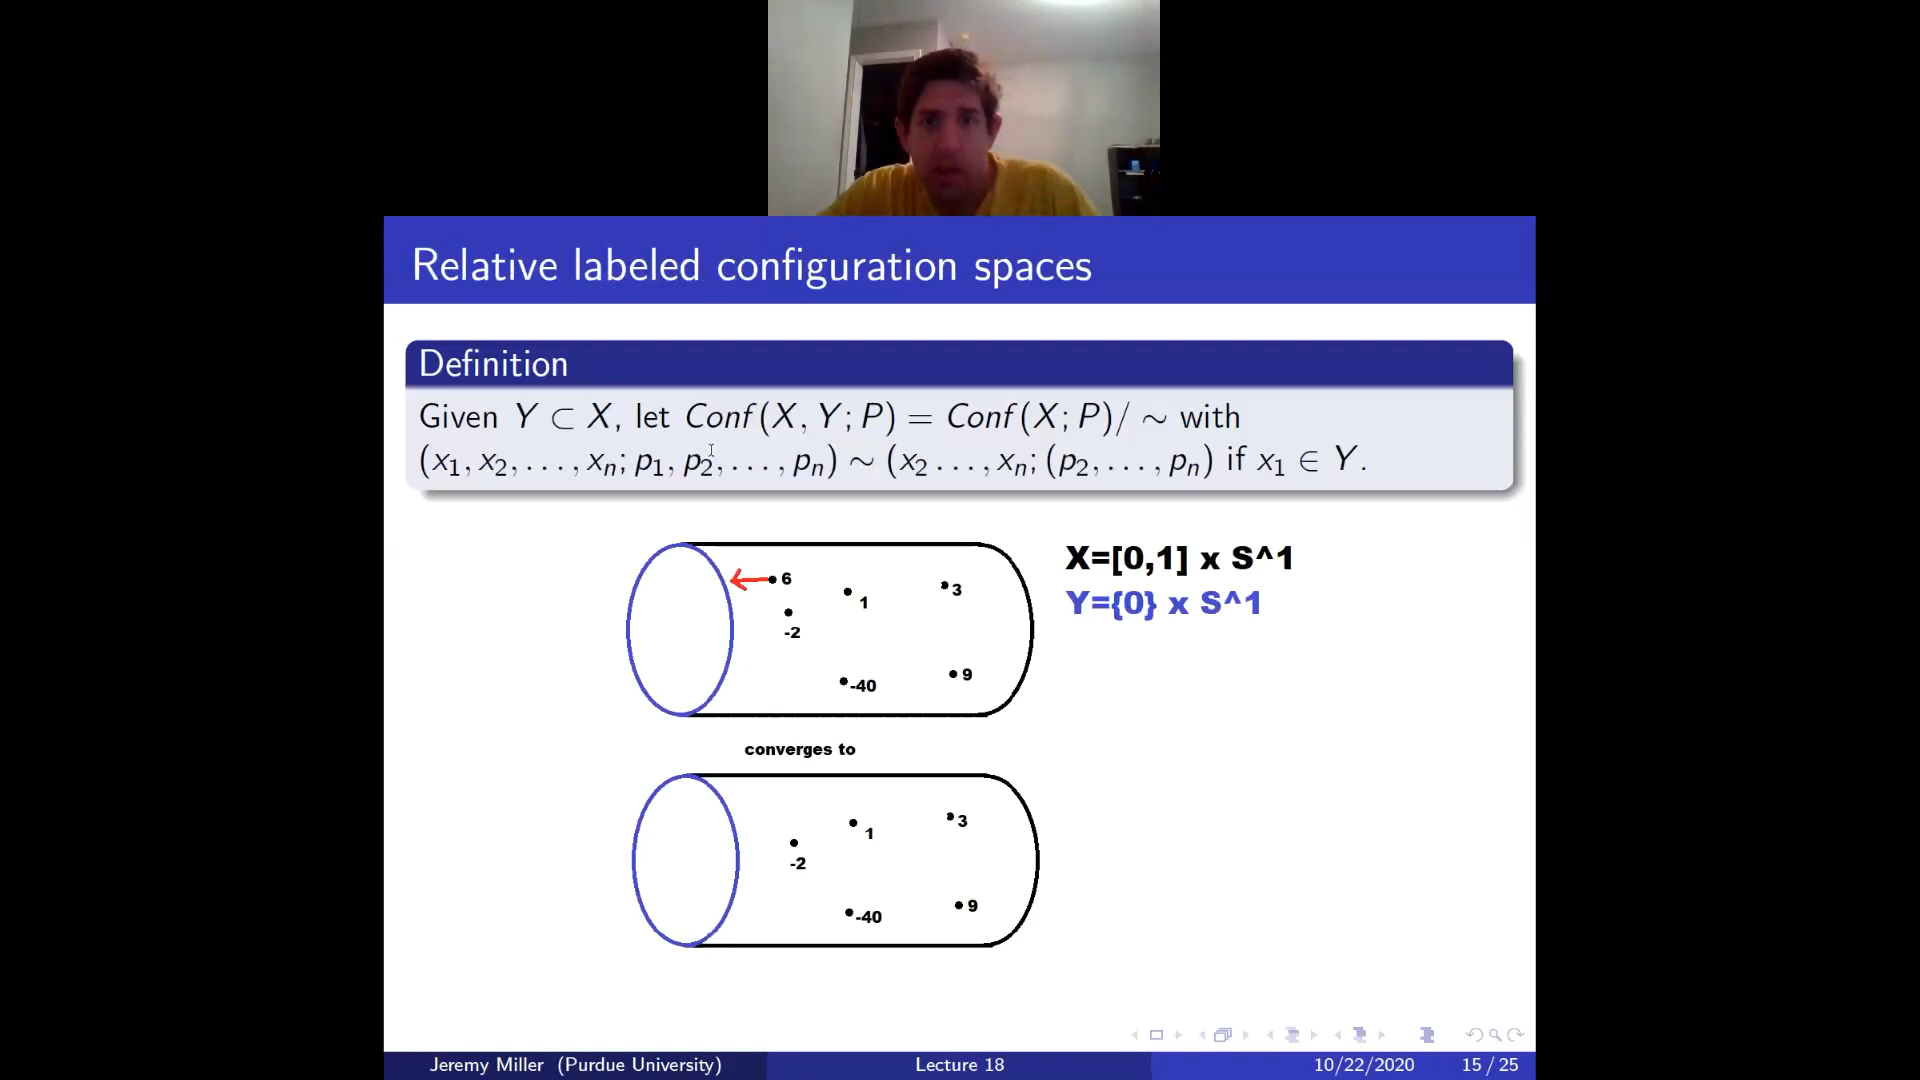 Relative labeled configuration spaces
Definition
Given Y ⊂ X, let Conf(X, Y; P) = Conf(X; P)/ ∼ with
(x₁, x₂, . . . , xₙ; p₁, p₂, . . . , pₙ) ∼ (x₂ . . . , xₙ; (p₂, . . . , pₙ) if x₁ ∈ Y.
X=[0,1] x S^1
Y={0} x S^1
6
1
3
-2
-40
9
converges to
1
3
-2
-40
9
Jeremy Miller (Purdue University)
Lecture 18
10/22/2020
15 / 25